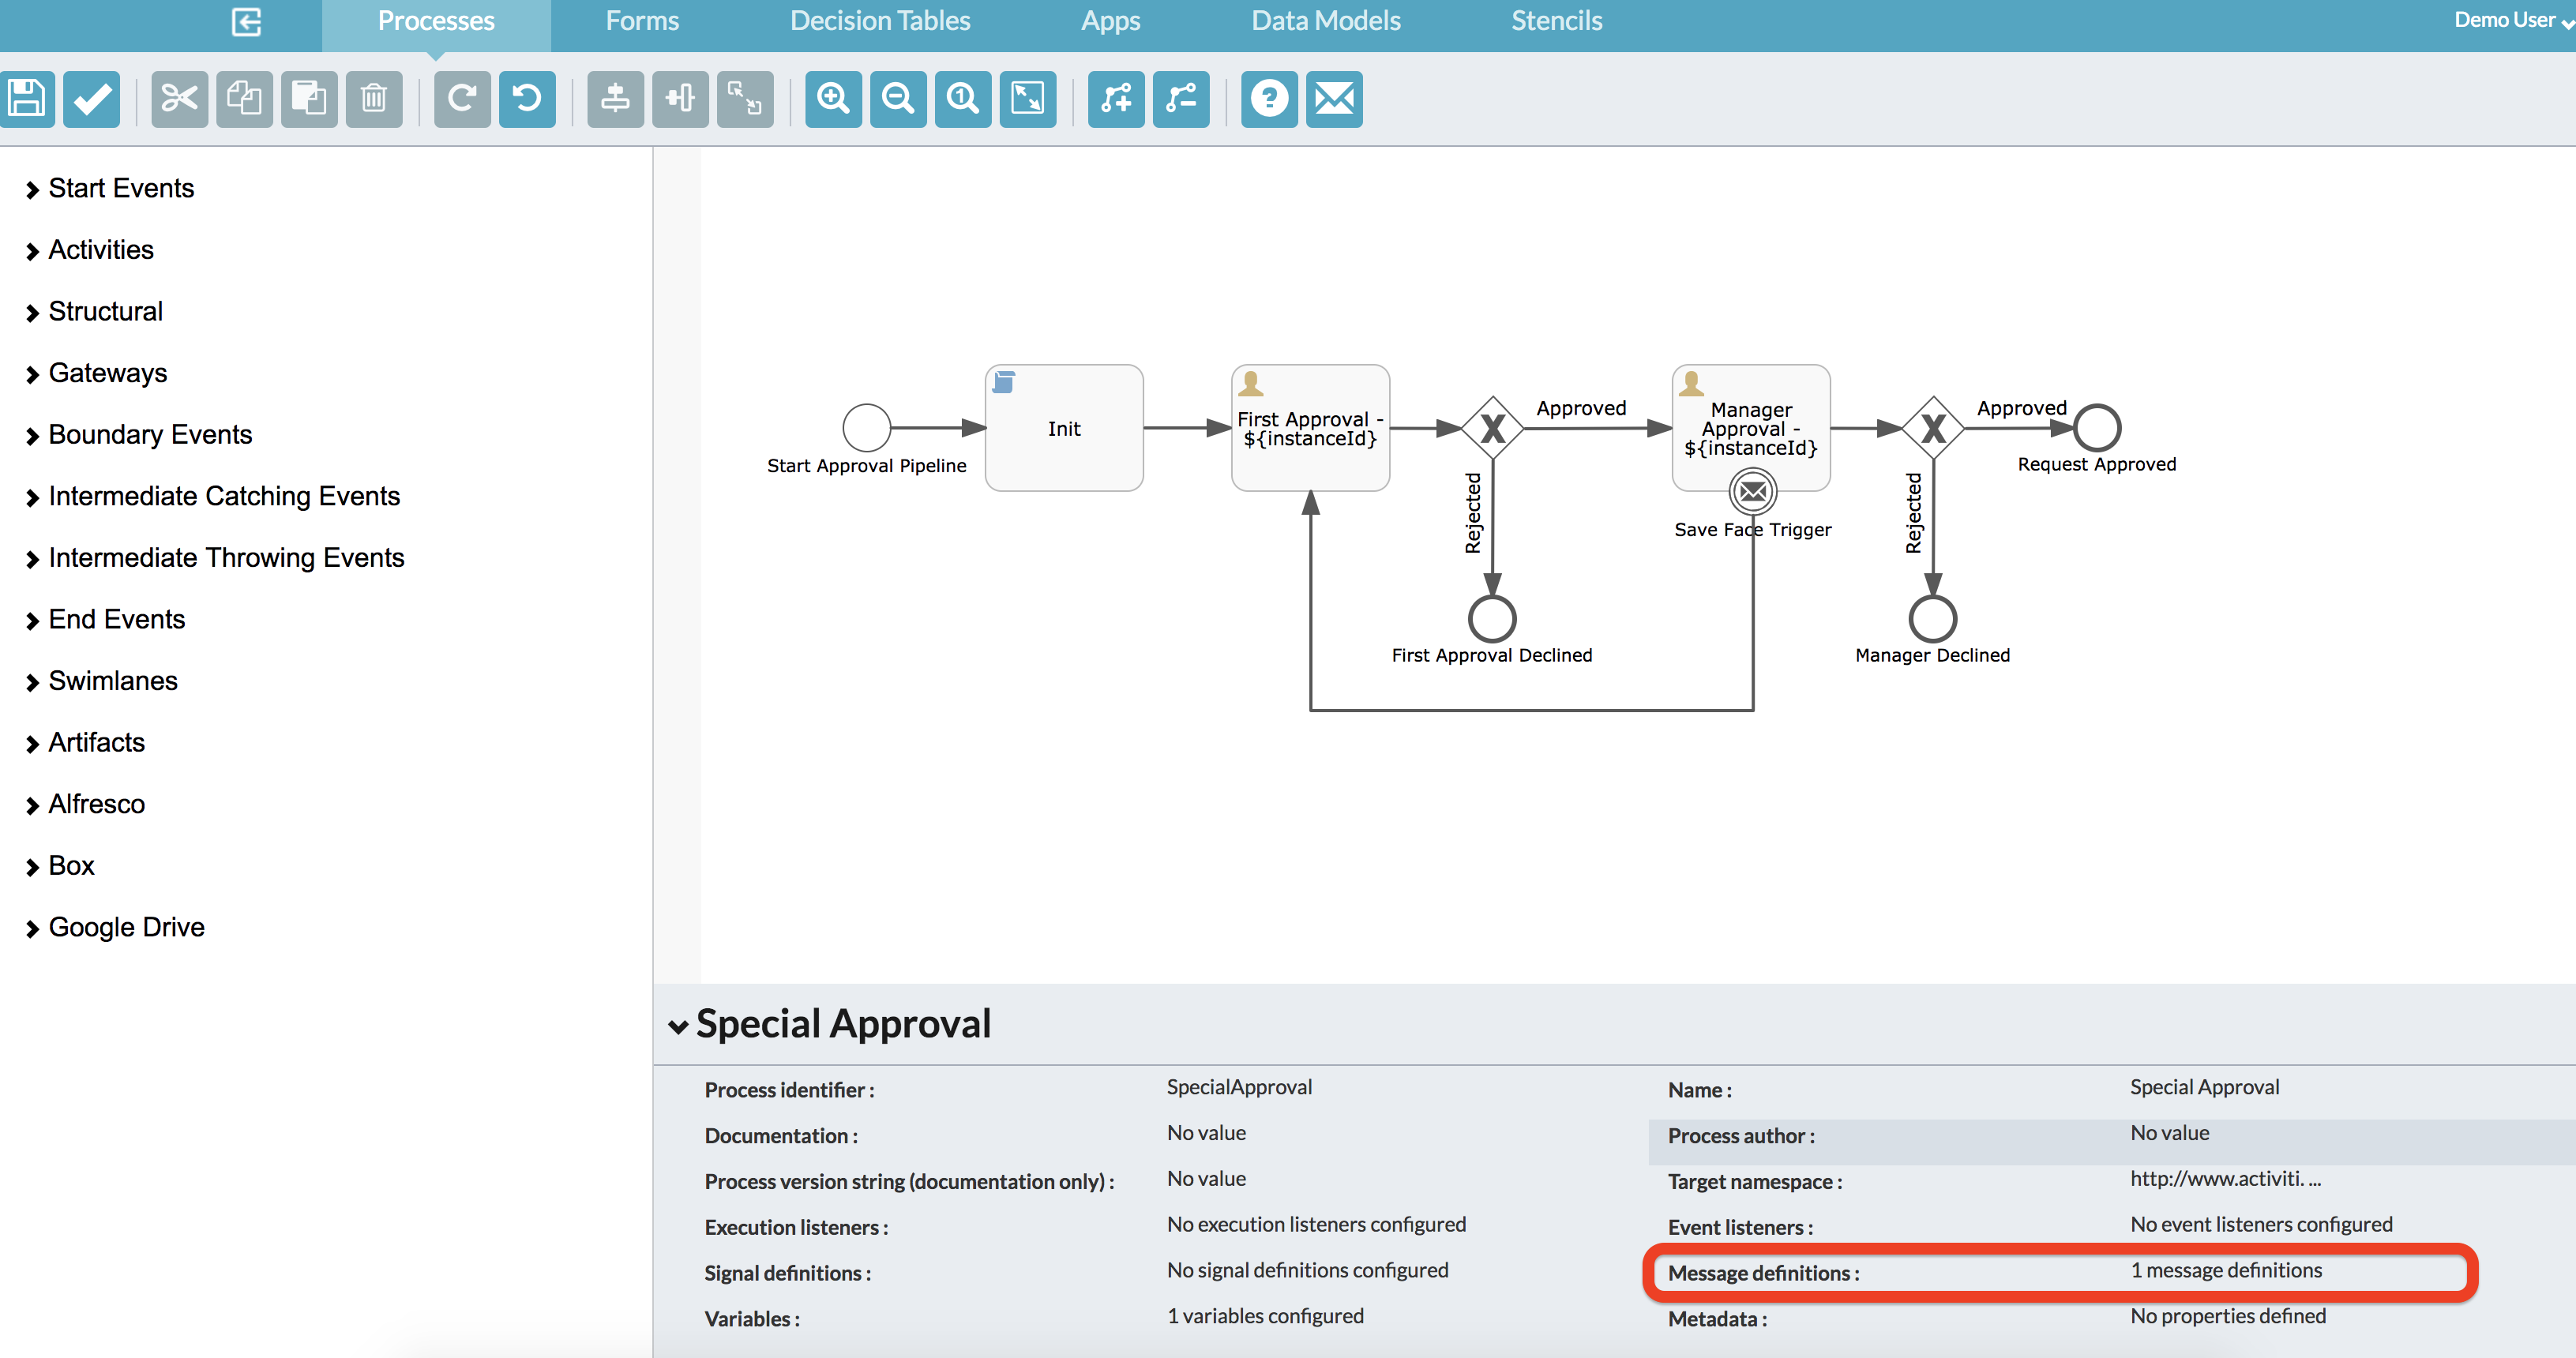 Processes
Forms
Decision Tables
Apps
Data Models
Stencils
Demo User
1
?
Start Events
Activities
Structural
Gateways
Boundary Events
Intermediate Catching Events
Intermediate Throwing Events
End Events
Swimlanes
Artifacts
Alfresco
Box
Google Drive
Start Approval Pipeline
Init
First Approval -
${instanceId}
X
Approved
Rejected
First Approval Declined
Manager
Approval -
${instanceId}
Save Face Trigger
X
Approved
Request Approved
Rejected
Manager Declined
Special Approval
Process identifier : SpecialApproval
Name : Special Approval
Documentation : No value
Process author : No value
Process version string (documentation only) : No value
Target namespace : http://www.activiti. ...
Execution listeners : No execution listeners configured
Event listeners : No event listeners configured
Signal definitions : No signal definitions configured
Message definitions : 1 message definitions
Variables : 1 variables configured
Metadata : No properties defined